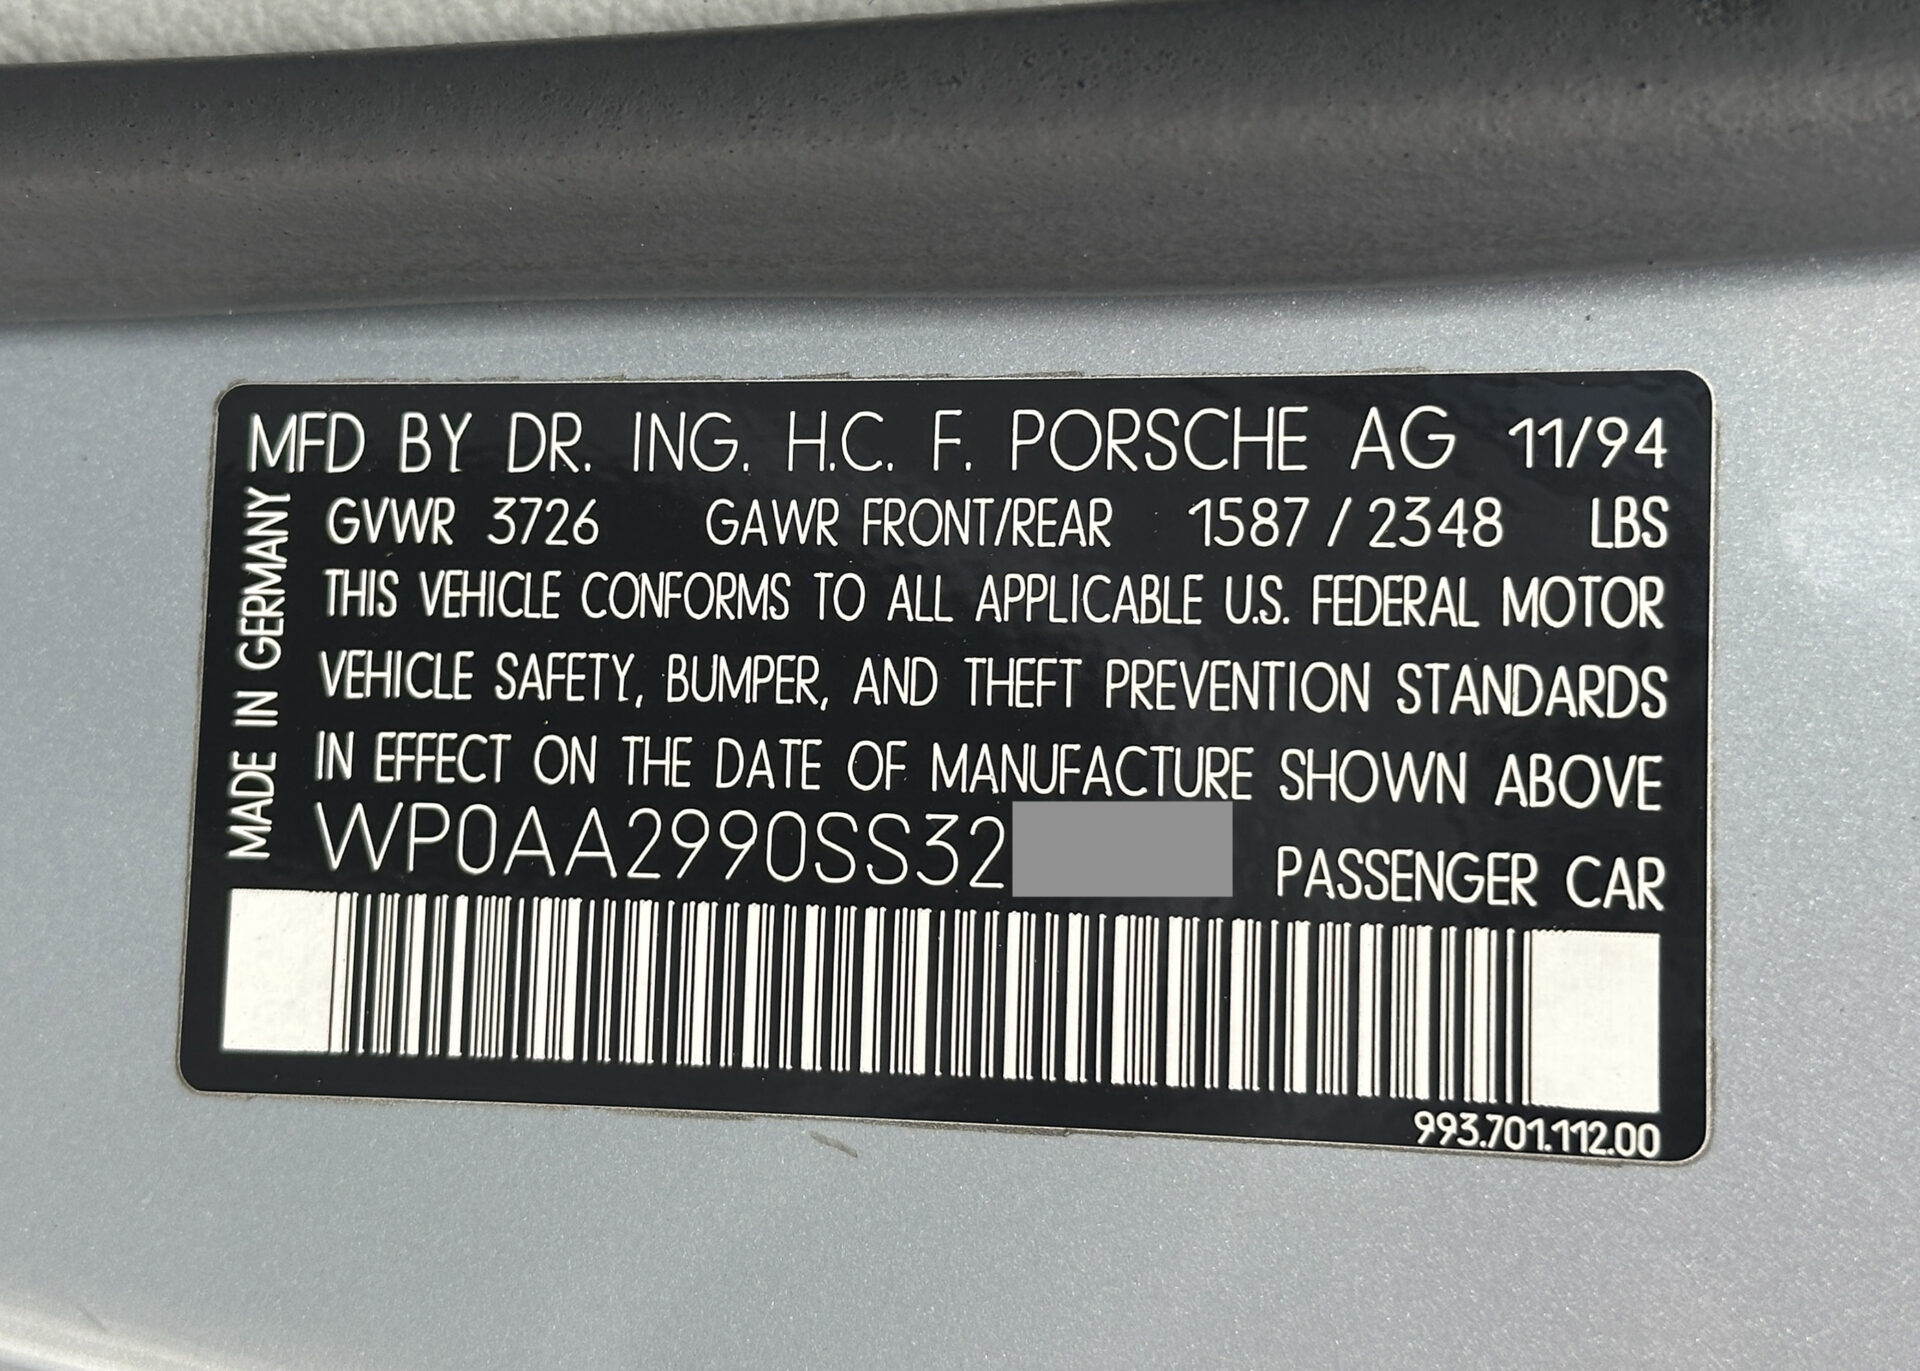 MFD BY DR. ING. H.C. F. PORSCHE AG 11/94
GVWR 3726 GAWR FRONT/REAR 1587 / 2348 LBS
THIS VEHICLE CONFORMS TO ALL APPLICABLE U.S. FEDERAL MOTOR
VEHICLE SAFETY, BUMPER, AND THEFT PREVENTION STANDARDS
IN EFFECT ON THE DATE OF MANUFACTURE SHOWN ABOVE
WP0AA2990SS32 PASSENGER CAR
993.701.112.00
MADE IN GERMANY